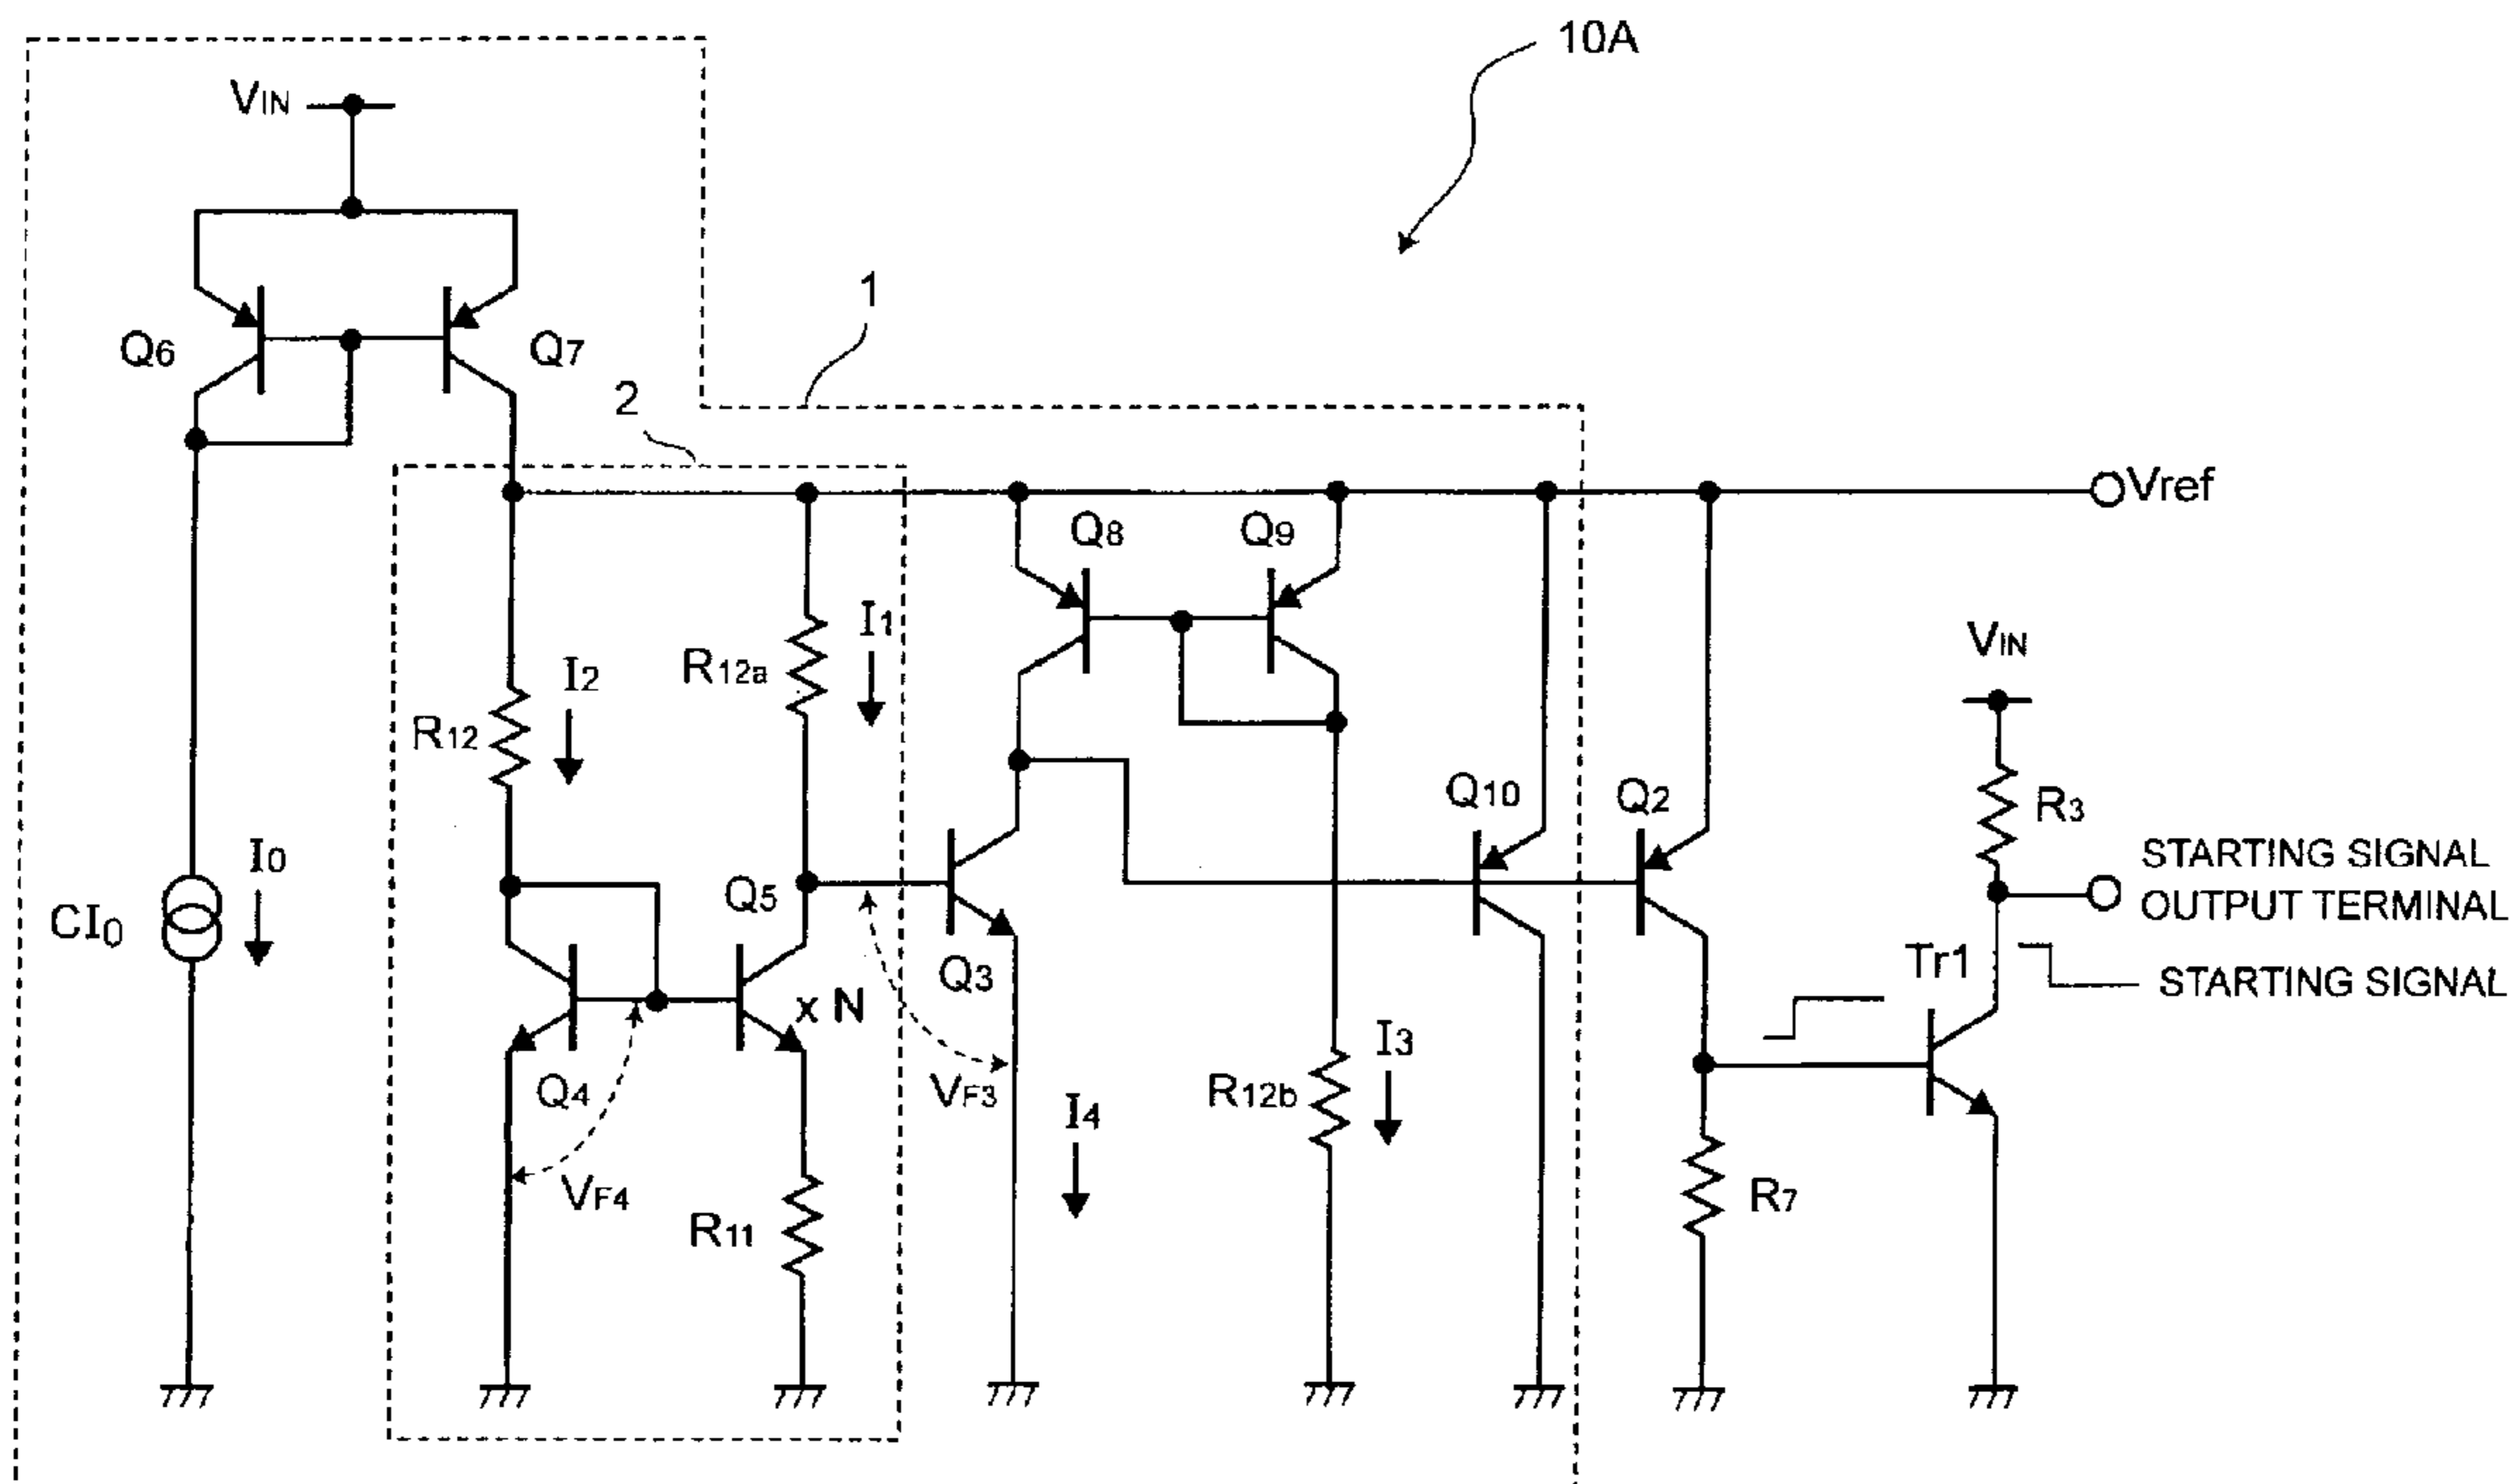 10A
VIN
1
Q6
Q7
2
Vref
Q8
Q9
I1
VIN
R12a
I2
R12
Q10
Q2
R3
I0
STARTING SIGNAL
OUTPUT TERMINAL
Q5
CI0
Tr1
Q3
STARTING SIGNAL
x N
I3
Q4
VF3
R12b
I4
VF4
R7
R11